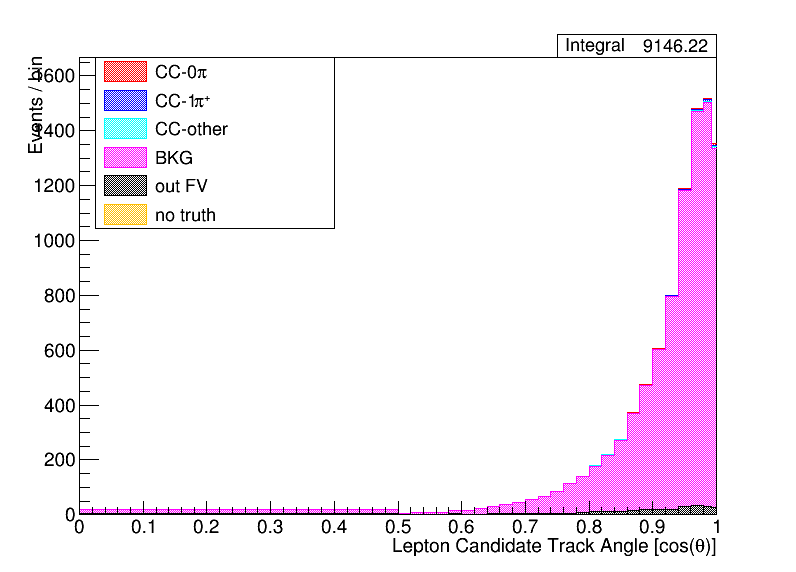 Integral 9146.22
Events / bin
1600
1400
1200
1000
800
600
400
200
0
CC-0π
CC-1π⁺
CC-other
BKG
out FV
no truth
0 0.1 0.2 0.3 0.4 0.5 0.6 0.7 0.8 0.9 1
Lepton Candidate Track Angle [cos(θ)]